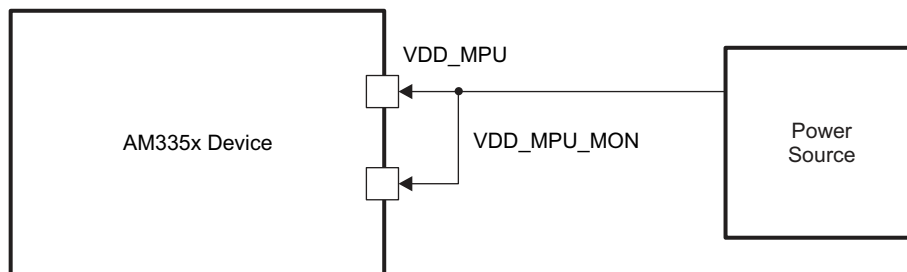 VDD_MPU
AM335x Device
VDD_MPU_MON
Power
Source